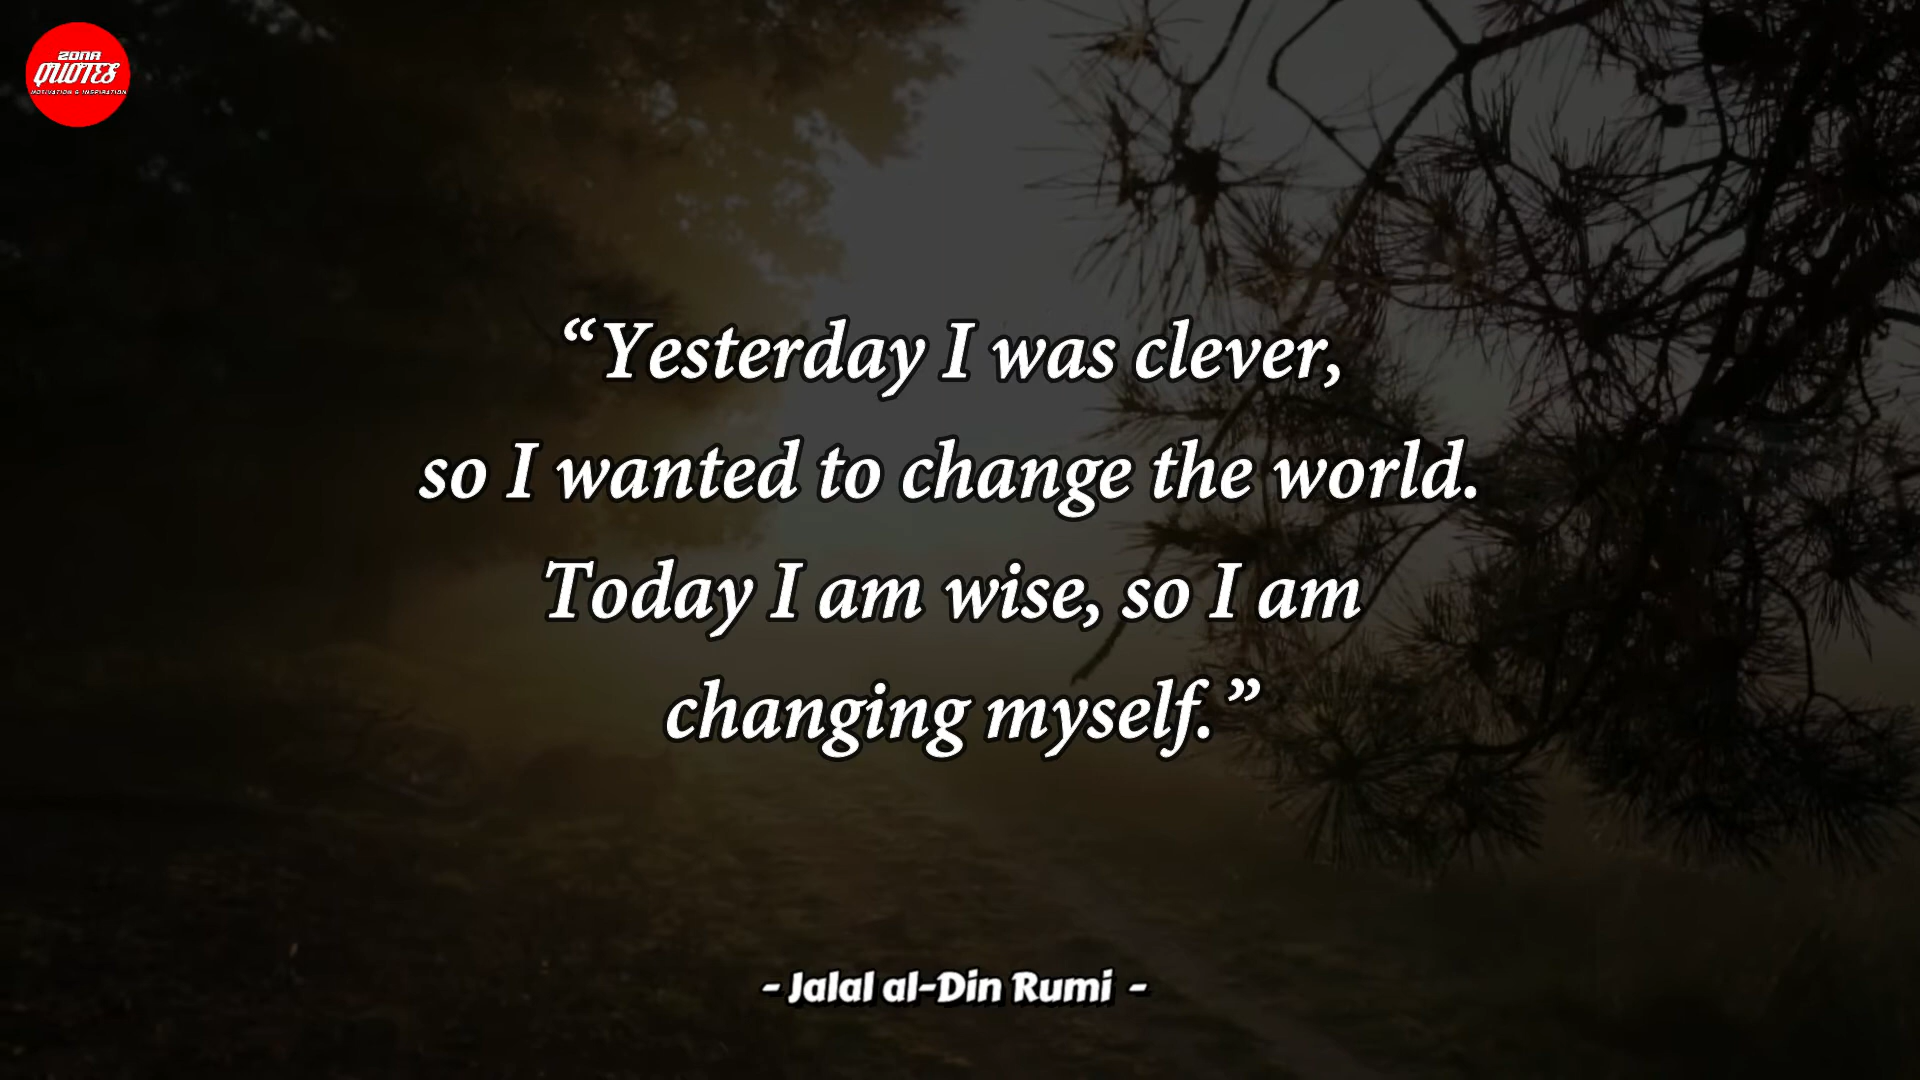 ZONA
QUOTES
MOTIVATION & INSPIRATION
“Yesterday I was clever,
so I wanted to change the world.
Today I am wise, so I am
changing myself.”
- Jalal al-Din Rumi -